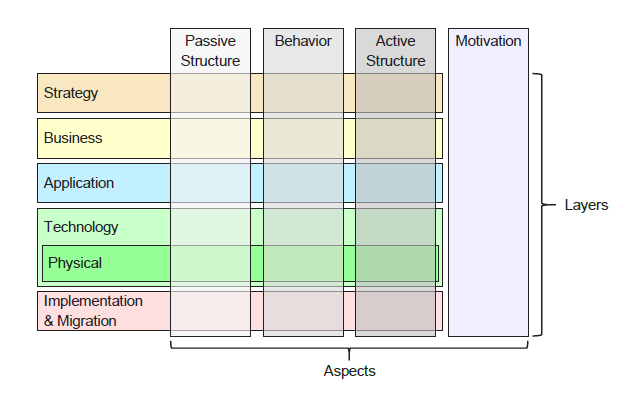 Passive
Structure
Behavior
Active
Structure
Motivation
Strategy
Business
Application
Technology
Physical
Implementation
& Migration
Layers
Aspects